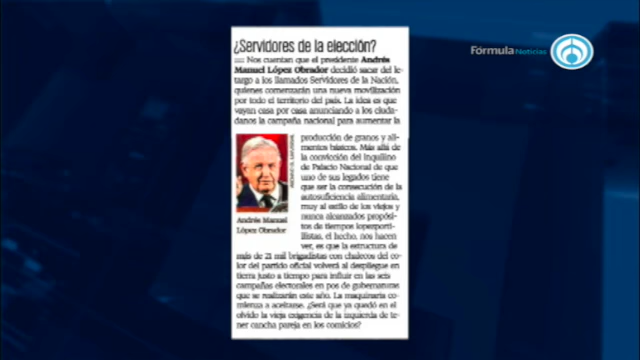 Fórmula
Noticias
¿Servidores de la elección?
— Nos cuentan que el presidente Andrés
Manuel López Obrador decidió sacar del le-
targo a los llamados Servidores de la Nación,
quienes comenzarán una nueva movilización
por todo el territorio del país. La idea es que
vayan casa por casa anunciando a los ciuda-
danos la campaña nacional para aumentar la
producción de granos y ali-
mentos básicos. Más allá de
la convicción del inquilino
de Palacio Nacional de que
uno de sus legados tiene
que ser la consecución de la
autosuficiencia alimentaria,
muy al estilo de los viejos y
nunca alcanzados propósi-
tos de tiempos lopezporti-
llistas, el hecho, nos hacen
ver, es que la estructura de
más de 21 mil brigadistas con chalecos del co-
lor del partido oficial volverá al despliegue en
tierra justo a tiempo para influir en las seis
campañas electorales en pos de gubernaturas
que se realizarán este año. La maquinaria co-
mienza a aceitarse. ¿Será que ya quedó en el
olvido la vieja exigencia de la izquierda de te-
ner cancha pareja en los comicios?
Andrés Manuel
López Obrador